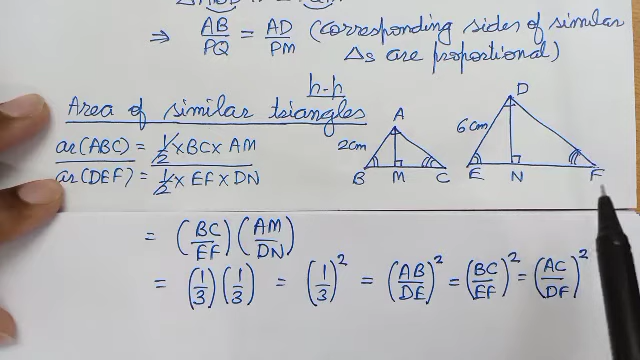 ⇒ AB/PQ = AD/PM (corresponding sides of similar
Δs are proportional)
h-h
Area of similar triangles
ar(ABC) = 1/2 × BC × AM
ar(DEF) = 1/2 × EF × DN
A
2cm
B M C
D
6cm
E N F
= (BC/EF) (AM/DN)
= (1/3) (1/3) = (1/3)² = (AB/DE)² = (BC/EF)² = (AC/DF)²